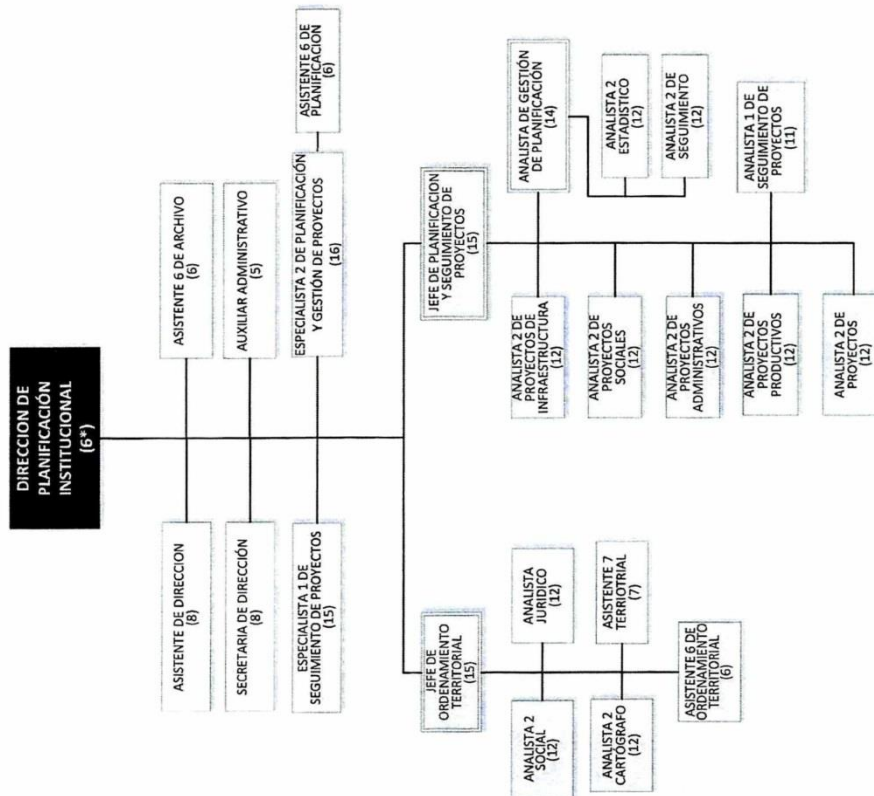 DIRECCION DE
PLANIFICACIÓN
INSTITUCIONAL
(6*)
ASISTENTE DE DIRECCION
(8)
ASISTENTE 6 DE ARCHIVO
(6)
SECRETARIA DE DIRECCIÓN
(8)
AUXILIAR ADMINISTRATIVO
(5)
ESPECIALISTA 1 DE
SEGUIMIENTO DE PROYECTOS
(15)
ESPECIALISTA 2 DE PLANIFICACIÓN
Y GESTIÓN DE PROYECTOS
(16)
ASISTENTE 6 DE
PLANIFICACION
(6)
JEFE DE
ORDENAMIENTO
TERRITORIAL
(15)
ANALISTA 2
SOCIAL
(12)
ANALISTA
JURIDICO
(12)
ANALISTA 2
CARTÓGRAFO
(12)
ASISTENTE 7
TERRIOTRIAL
(7)
ASISTENTE 6 DE
ORDENAMIENTO
TERRITORIAL
(6)
JEFE DE PLANIFICACION
Y SEGUIMIENTO DE
PROYECTOS
(15)
ANALISTA 2 DE
PROYECTOS DE
INFRAESTRUCTURA
(12)
ANALISTA DE GESTIÓN
DE PLANIFICACIÓN
(14)
ANALISTA 2
ESTADISTICO
(12)
ANALISTA 2 DE
SEGUIMIENTO
(12)
ANALISTA 2 DE
PROYECTOS
SOCIALES
(12)
ANALISTA 2 DE
PROYECTOS
ADMINISTRATIVOS
(12)
ANALISTA 2 DE
PROYECTOS
PRODUCTIVOS
(12)
ANALISTA 1 DE
SEGUIMIENTO DE
PROYECTOS
(11)
ANALISTA 2 DE
PROYECTOS
(12)